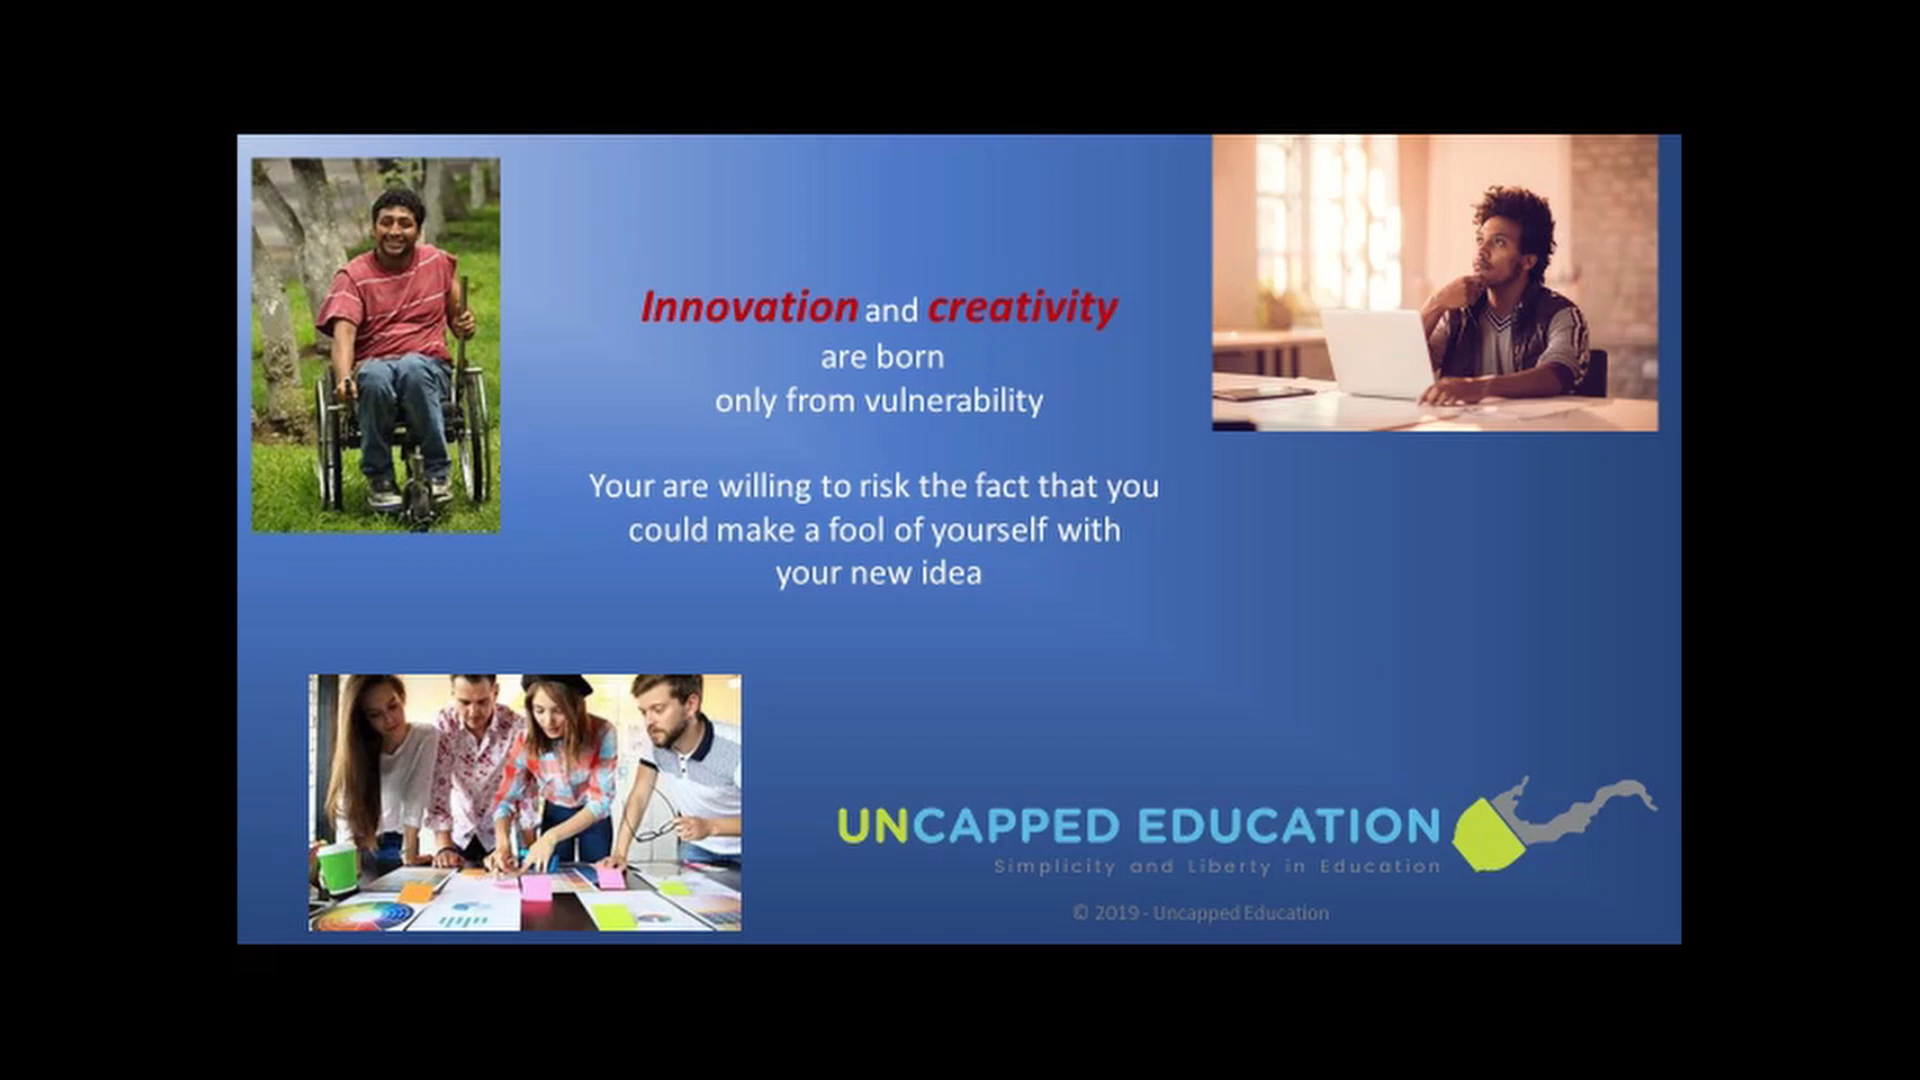 Innovation and creativity
are born
only from vulnerability
Your are willing to risk the fact that you
could make a fool of yourself with
your new idea
UNCAPPED EDUCATION
Simplicity and Liberty in Education
© 2019 - Uncapped Education